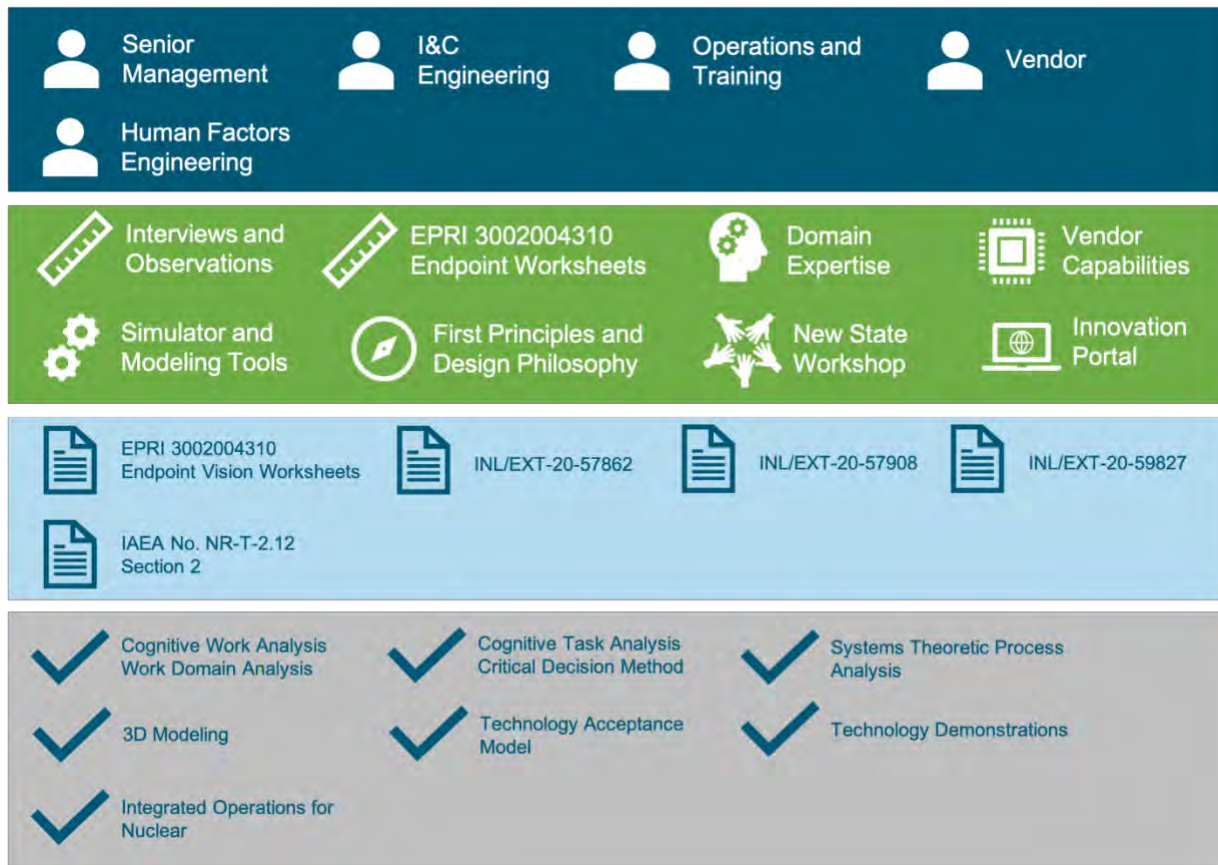 Senior
Management
I&C
Engineering
Operations and
Training
Vendor
Human Factors
Engineering
Interviews and
Observations
EPRI 3002004310
Endpoint Worksheets
Domain
Expertise
Vendor
Capabilities
Simulator and
Modeling Tools
First Principles and
Design Philosophy
New State
Workshop
Innovation
Portal
EPRI 3002004310
Endpoint Vision Worksheets
INL/EXT-20-57862
INL/EXT-20-57908
INL/EXT-20-59827
IAEA No. NR-T-2.12
Section 2
Cognitive Work Analysis
Work Domain Analysis
Cognitive Task Analysis
Critical Decision Method
Systems Theoretic Process
Analysis
3D Modeling
Technology Acceptance
Model
Technology Demonstrations
Integrated Operations for
Nuclear